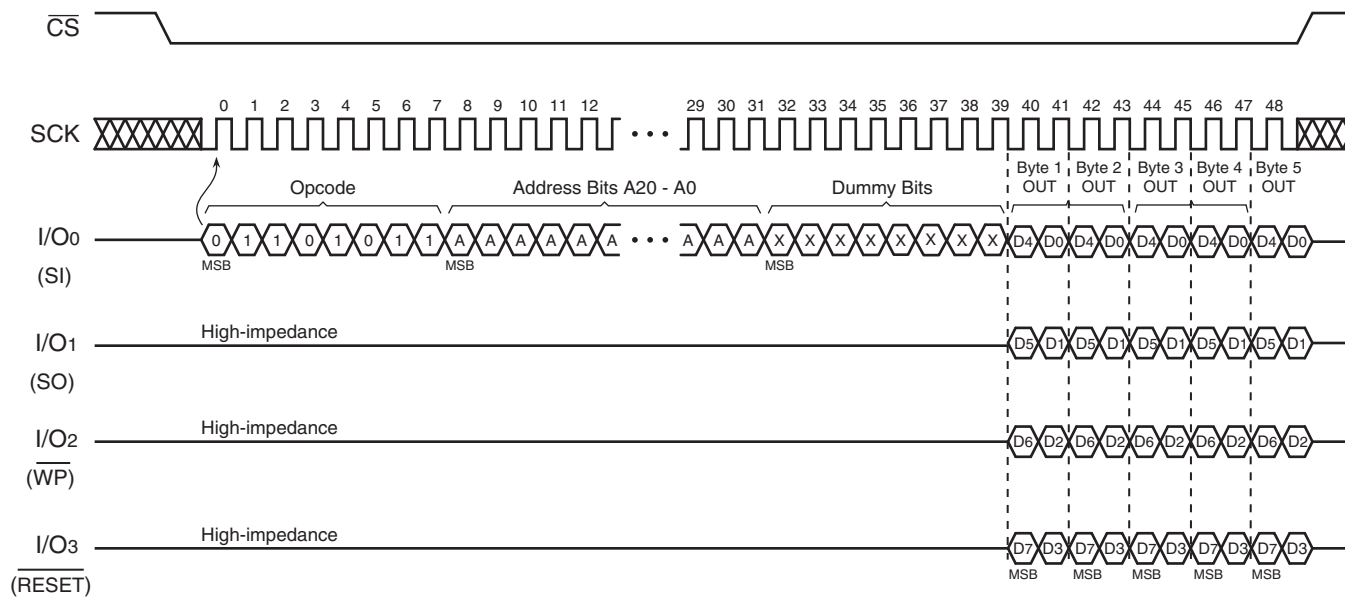 CS
SCK
0 1 2 3 4 5 6 7 8 9 10 11 12 29 30 31 32 33 34 35 36 37 38 39 40 41 42 43 44 45 46 47 48
• • •
Opcode
Address Bits A20 - A0
Dummy Bits
Byte 1 OUT
Byte 2 OUT
Byte 3 OUT
Byte 4 OUT
Byte 5 OUT
I/O0
(SI)
0 1 1 0 1 0 1 1 A A A A A A • • • A A A X X X X X X X X D4 D0 D4 D0 D4 D0 D4 D0 D4 D0
MSB MSB MSB
I/O1
(SO)
High-impedance
D5 D1 D5 D1 D5 D1 D5 D1 D5 D1
I/O2
(WP)
High-impedance
D6 D2 D6 D2 D6 D2 D6 D2 D6 D2
I/O3
(RESET)
High-impedance
D7 D3 D7 D3 D7 D3 D7 D3 D7 D3
MSB MSB MSB MSB MSB